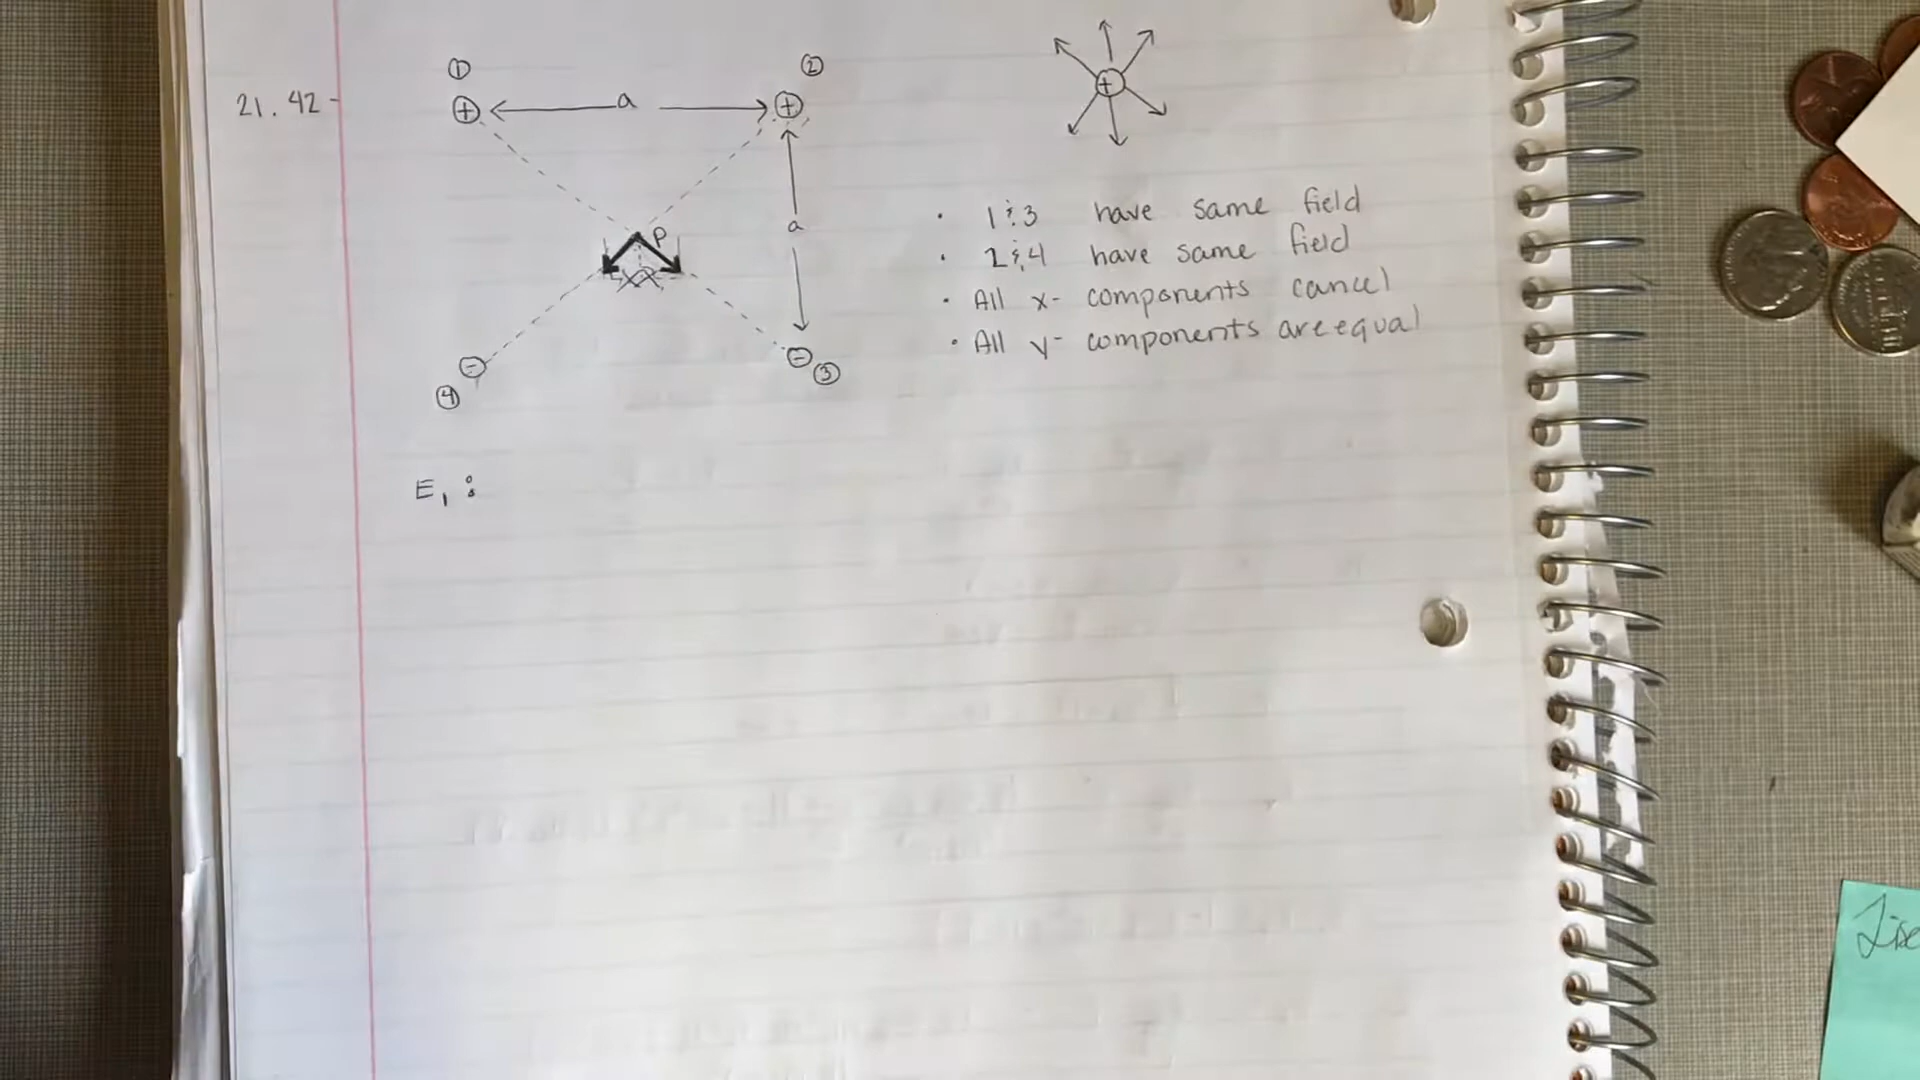 ① ②
21. 42-
+ a +
+
P
a
- -
④ ③
· 1 & 3 have same field
· 2 & 4 have same field
· All x- components cancel
· All y- components are equal
E₁ :